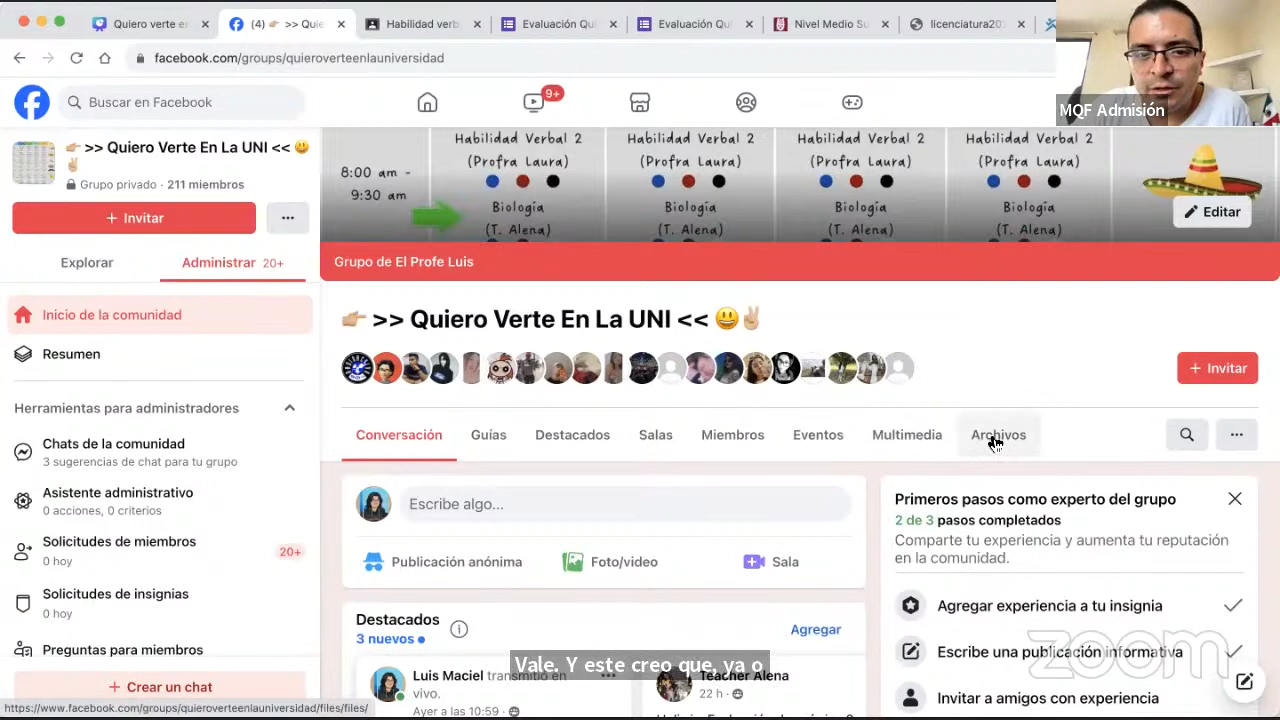 Quiero verte en
(4) 👉🏼 >> Quie
Habilidad verb
Evaluación Qu
Evaluación Qu
Nivel Medio Su
licenciatura20
facebook.com/groups/quieroverteenlauniversidad
MQF Admisión
Buscar en Facebook
9+
👉🏼 >> Quiero Verte En La UNI << 😃
✌🏼
Grupo privado · 211 miembros
+ Invitar
Explorar
Administrar 20+
Inicio de la comunidad
Resumen
Herramientas para administradores
Chats de la comunidad
3 sugerencias de chat para tu grupo
Asistente administrativo
0 acciones, 0 criterios
Solicitudes de miembros
0 hoy
20+
Solicitudes de insignias
0 hoy
Preguntas para miembros
+ Crear un chat
https://www.facebook.com/groups/quieroverteenlauniversidad/files/files/
8:00 am -
9:30 am
Habilidad Verbal 2
(Profra Laura)
Biología
(T. Alena)
Habilidad Verbal 2
(Profra Laura)
Biología
(T. Alena)
Habilidad Verbal 2
(Profra Laura)
Biología
(T. Alena)
Habilidad Verbal 2
(Profra Laura)
Biología
(T. Alena)
Editar
Grupo de El Profe Luis
👉🏼 >> Quiero Verte En La UNI << 😃✌🏼
+ Invitar
Conversación
Guías
Destacados
Salas
Miembros
Eventos
Multimedia
Archivos
Escribe algo...
Publicación anónima
Foto/video
Sala
Destacados
3 nuevos
Agregar
Luis Maciel transmitió en
vivo.
Ayer a las 10:59 ·
Teacher Alena
22 h ·
Primeros pasos como experto del grupo
2 de 3 pasos completados
Comparte tu experiencia y aumenta tu reputación
en la comunidad.
Agregar experiencia a tu insignia
Escribe una publicación informativa
Invitar a amigos con experiencia
Vale. Y este creo que, ya o
zoom